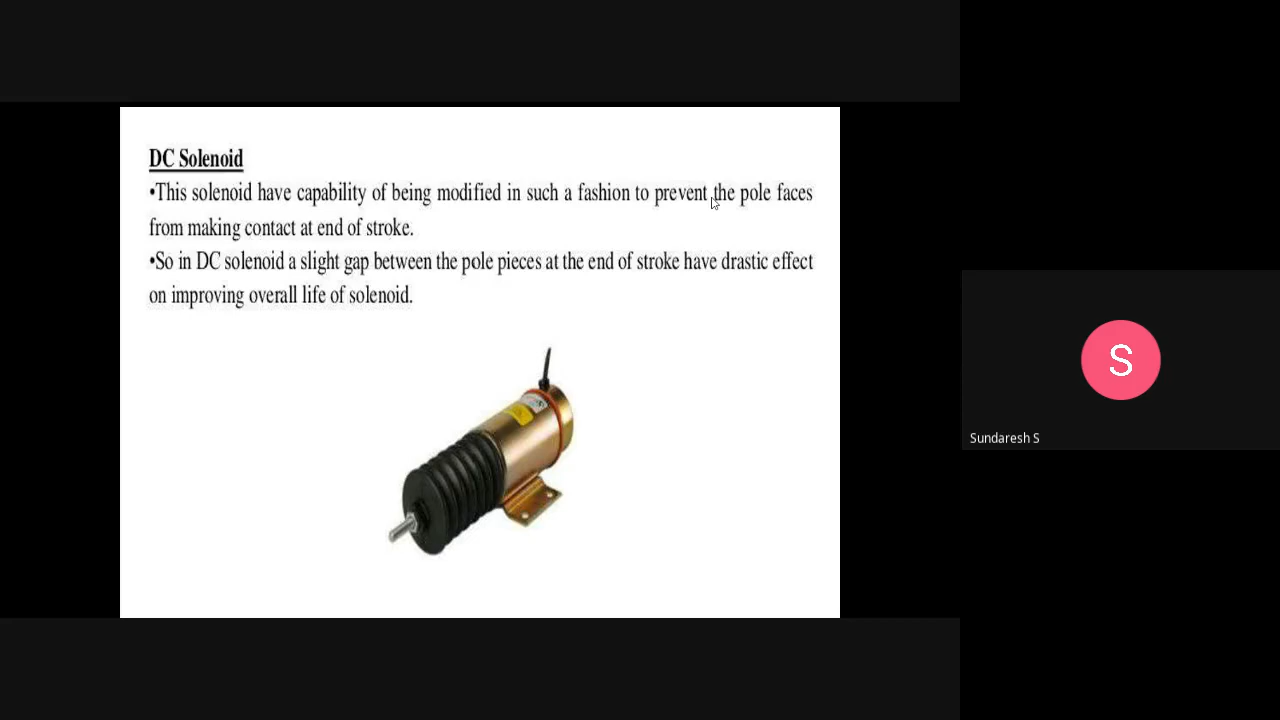 DC Solenoid
•This solenoid have capability of being modified in such a fashion to prevent the pole faces
from making contact at end of stroke.
•So in DC solenoid a slight gap between the pole pieces at the end of stroke have drastic effect
on improving overall life of solenoid.
S
Sundaresh S